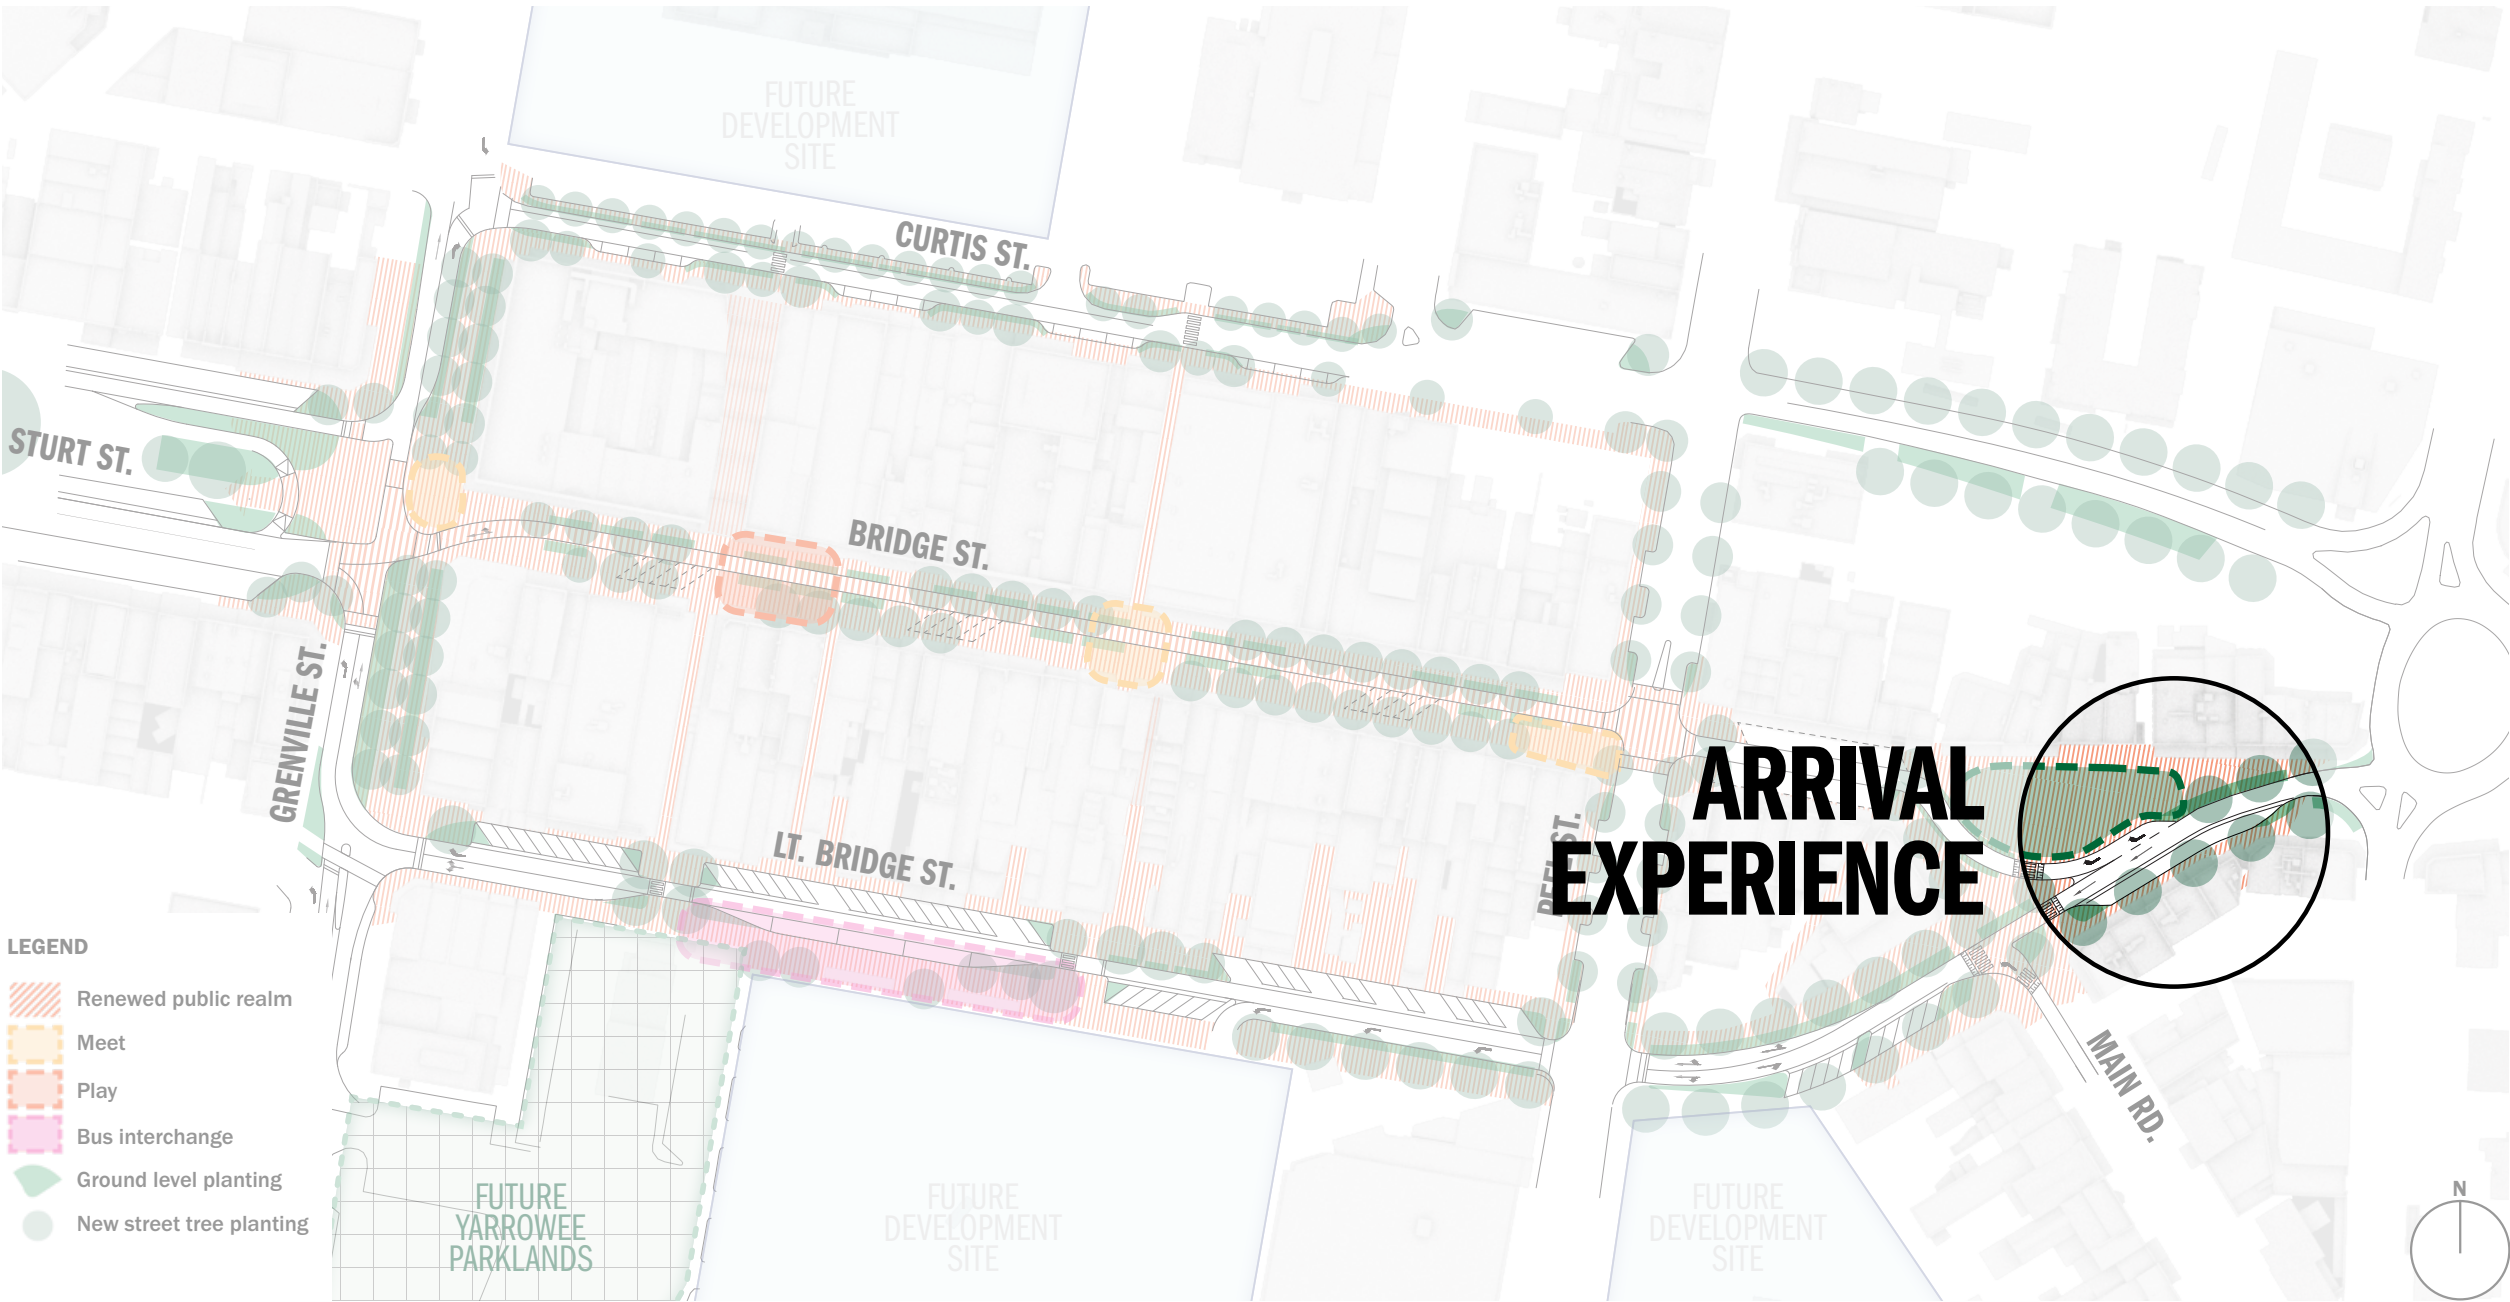 FUTURE
DEVELOPMENT
SITE
CURTIS ST.
STURT ST.
BRIDGE ST.
GRENVILLE ST.
LT. BRIDGE ST.
PEEL ST.
ARRIVAL
EXPERIENCE
MAIN RD.
LEGEND
Renewed public realm
Meet
Play
Bus interchange
Ground level planting
New street tree planting
FUTURE
YARROWEE
PARKLANDS
FUTURE
DEVELOPMENT
SITE
FUTURE
DEVELOPMENT
SITE
N